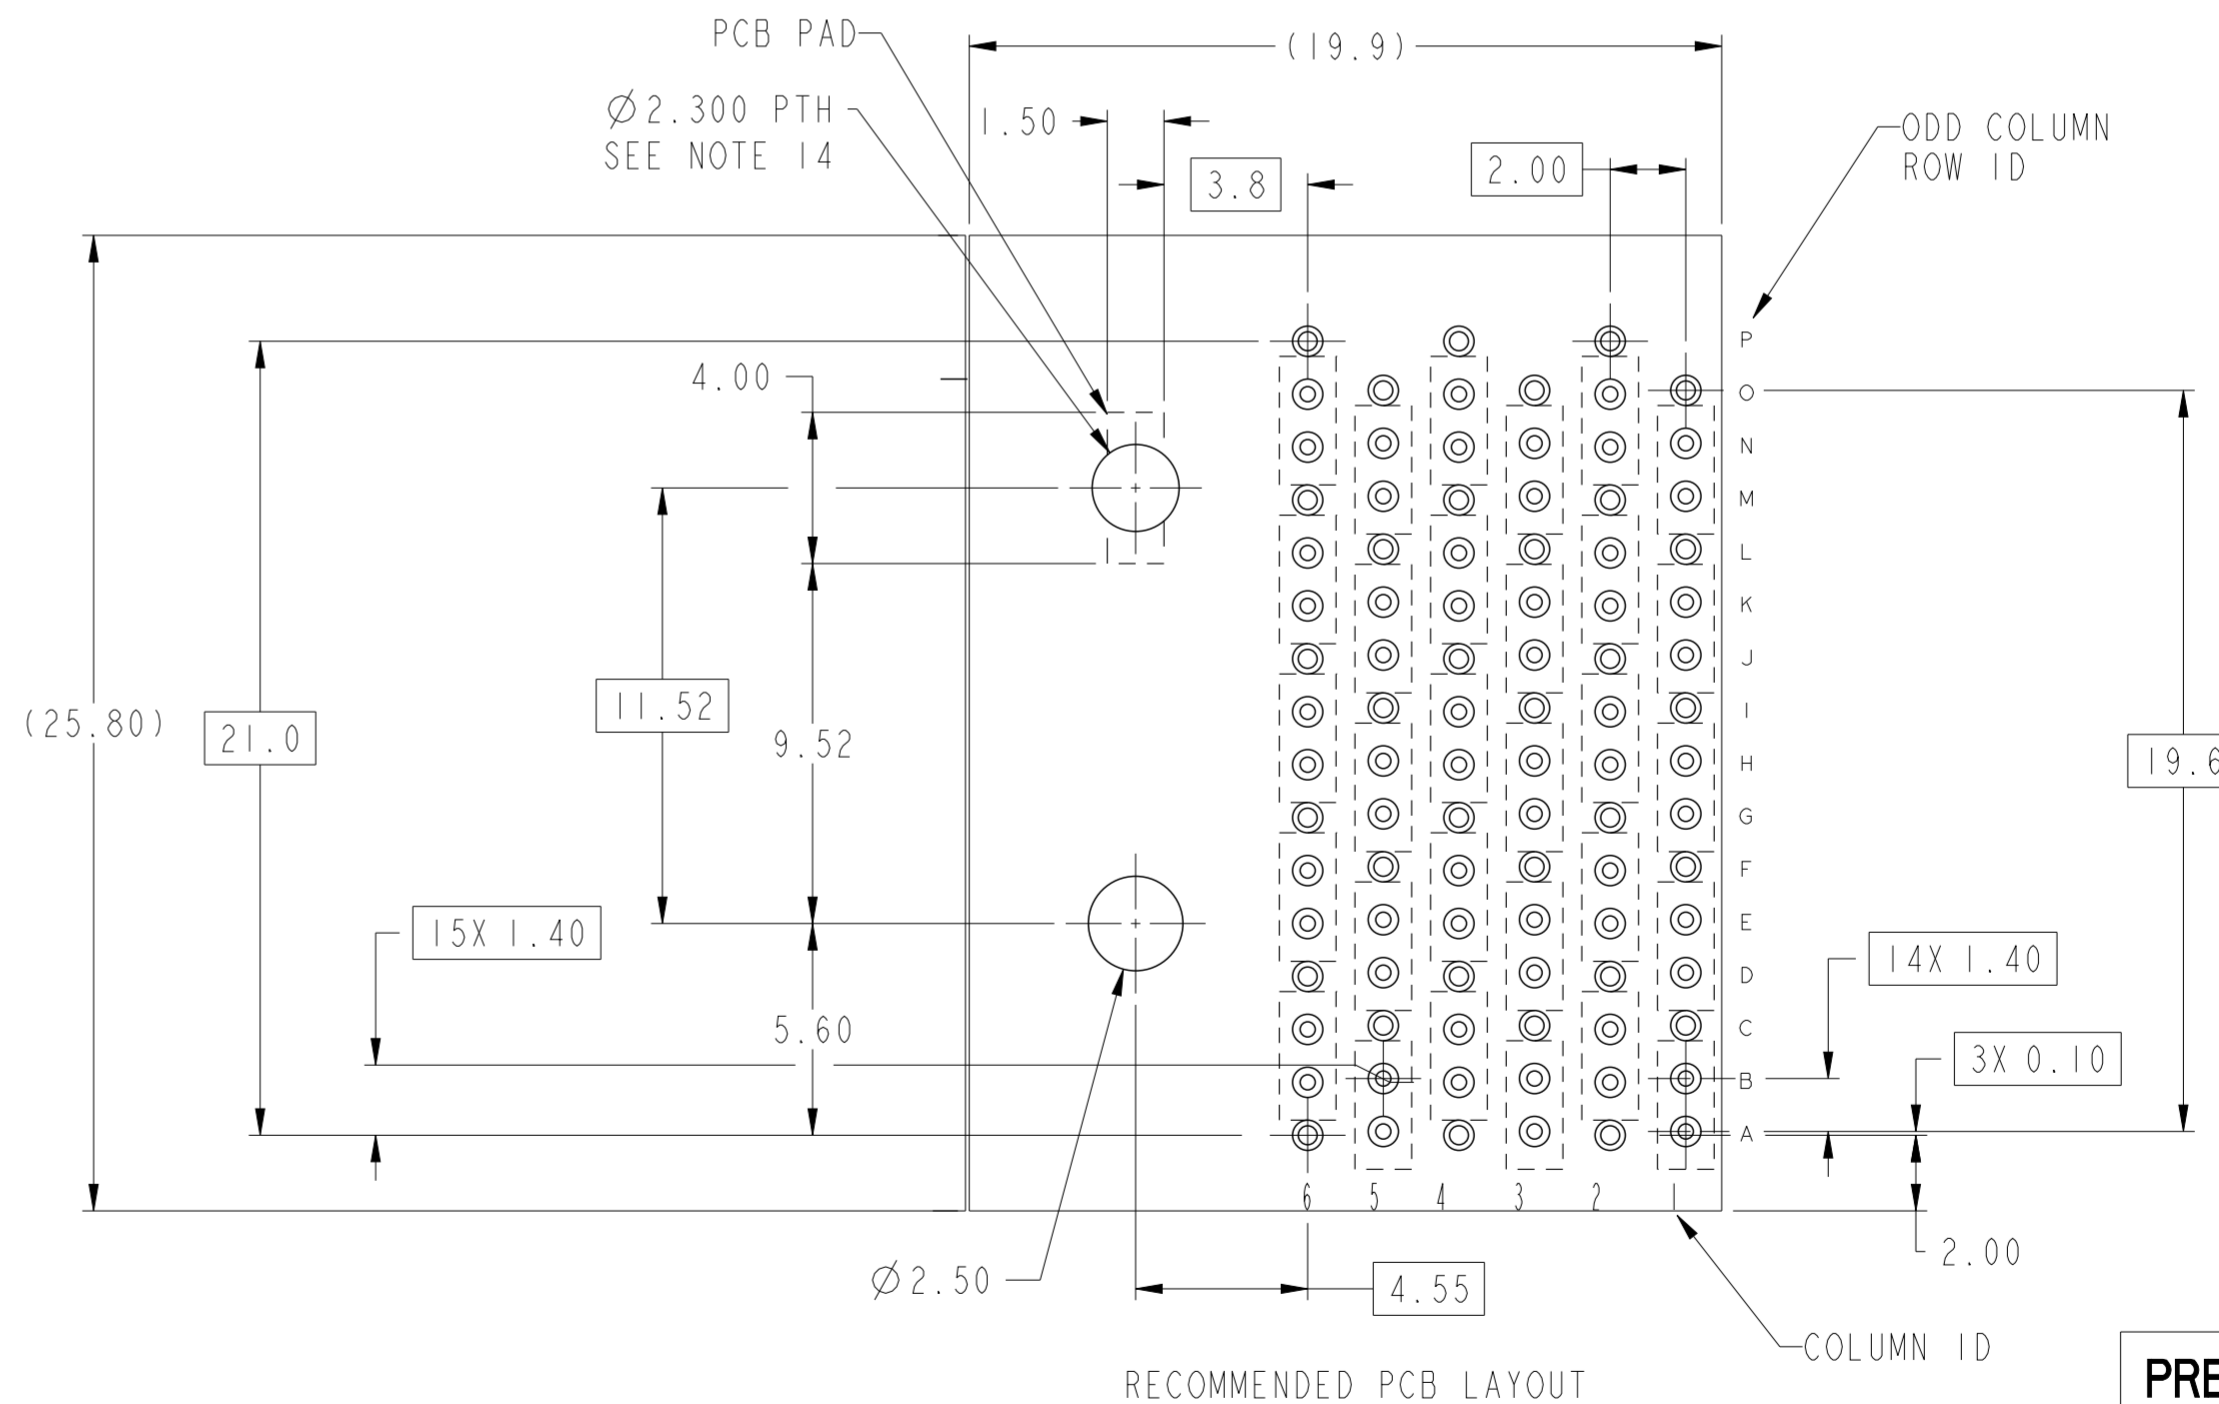 PCB PAD
(19.9)
Ø2.300 PTH
SEE NOTE 14
1.50
3.8
2.00
ODD COLUMN
ROW ID
P
4.00
O
N
M
L
K
J
11.52
(25.80)
21.0
9.52
I
H
19.6
G
F
15X 1.40
E
D
14X 1.40
5.60
C
3X 0.10
B
A
6 5 4 3 2 1
2.00
Ø2.50
4.55
COLUMN ID
RECOMMENDED PCB LAYOUT